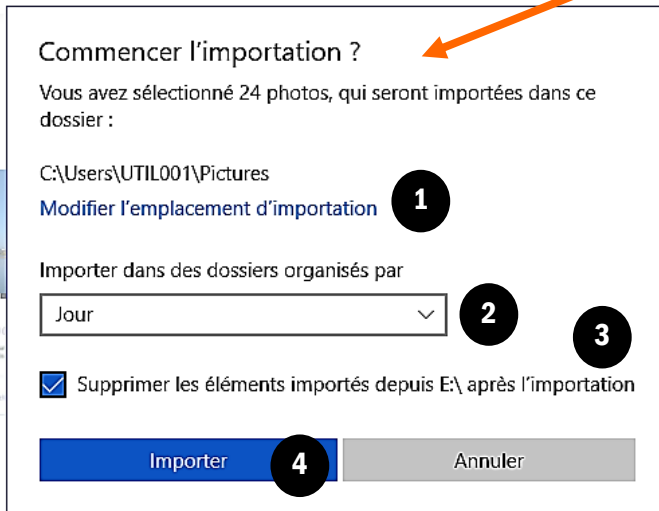 Commencer l'importation ?
Vous avez sélectionné 24 photos, qui seront importées dans ce
dossier :
C:\Users\UTIL001\Pictures
Modifier l'emplacement d'importation
1
Importer dans des dossiers organisés par
Jour
2
3
Supprimer les éléments importés depuis E:\ après l'importation
Importer
4
Annuler